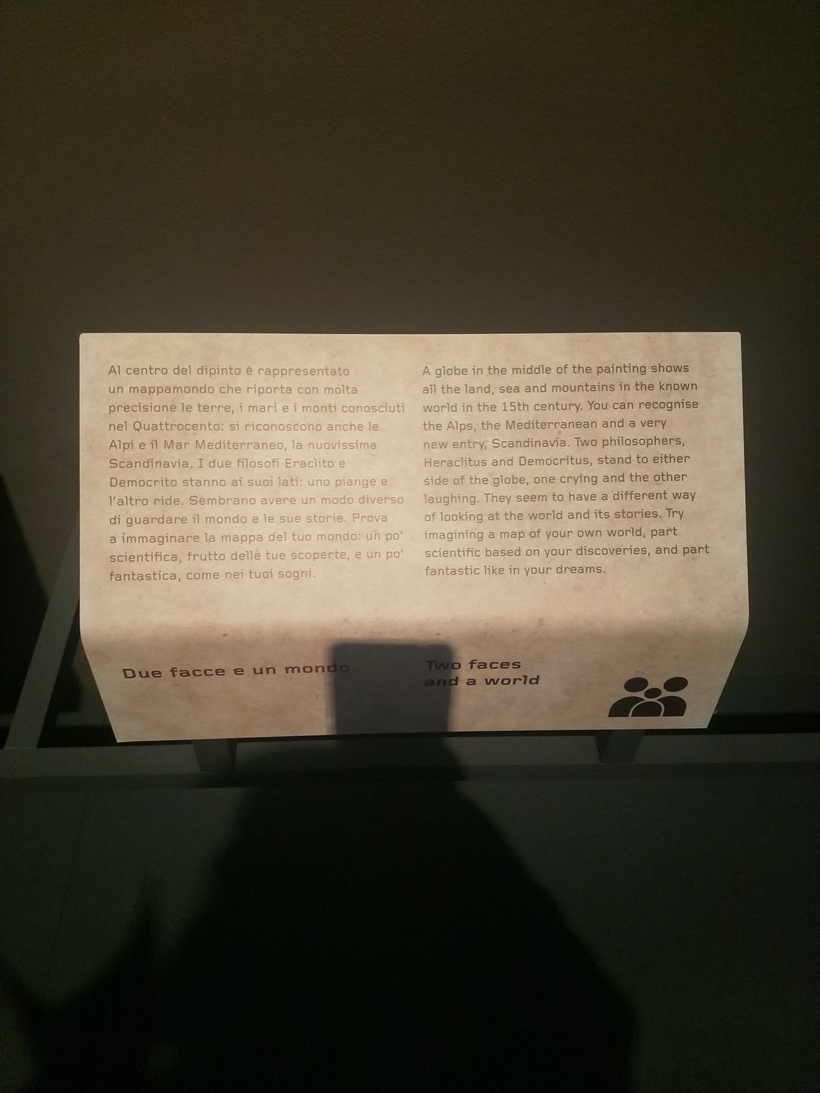 Al centro del dipinto è rappresentato
un mappamondo che riporta con molta
precisione le terre, i mari e i monti conosciuti
nel Quattrocento: si riconoscono anche le
Alpi e il Mar Mediterraneo, la nuovissima
Scandinavia. I due filosofi Eraclito e
Democrito stanno ai suoi lati: uno piange e
l'altro ride. Sembrano avere un modo diverso
di guardare il mondo e le sue storie. Prova
a immaginare la mappa del tuo mondo: un po'
scientifica, frutto delle tue scoperte, e un po'
fantastica, come nei tuoi sogni.
A globe in the middle of the painting shows
all the land, sea and mountains in the known
world in the 15th century. You can recognise
the Alps, the Mediterranean and a very
new entry, Scandinavia. Two philosophers,
Heraclitus and Democritus, stand to either
side of the globe, one crying and the other
laughing. They seem to have a different way
of looking at the world and its stories. Try
imagining a map of your own world, part
scientific based on your discoveries, and part
fantastic like in your dreams.
Due facce e un mondo
Two faces
and a world